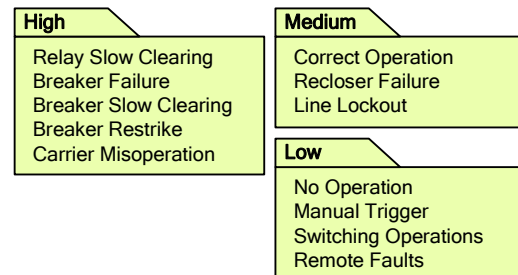 High
Relay Slow Clearing
Breaker Failure
Breaker Slow Clearing
Breaker Restrike
Carrier Misoperation
Medium
Correct Operation
Recloser Failure
Line Lockout
Low
No Operation
Manual Trigger
Switching Operations
Remote Faults